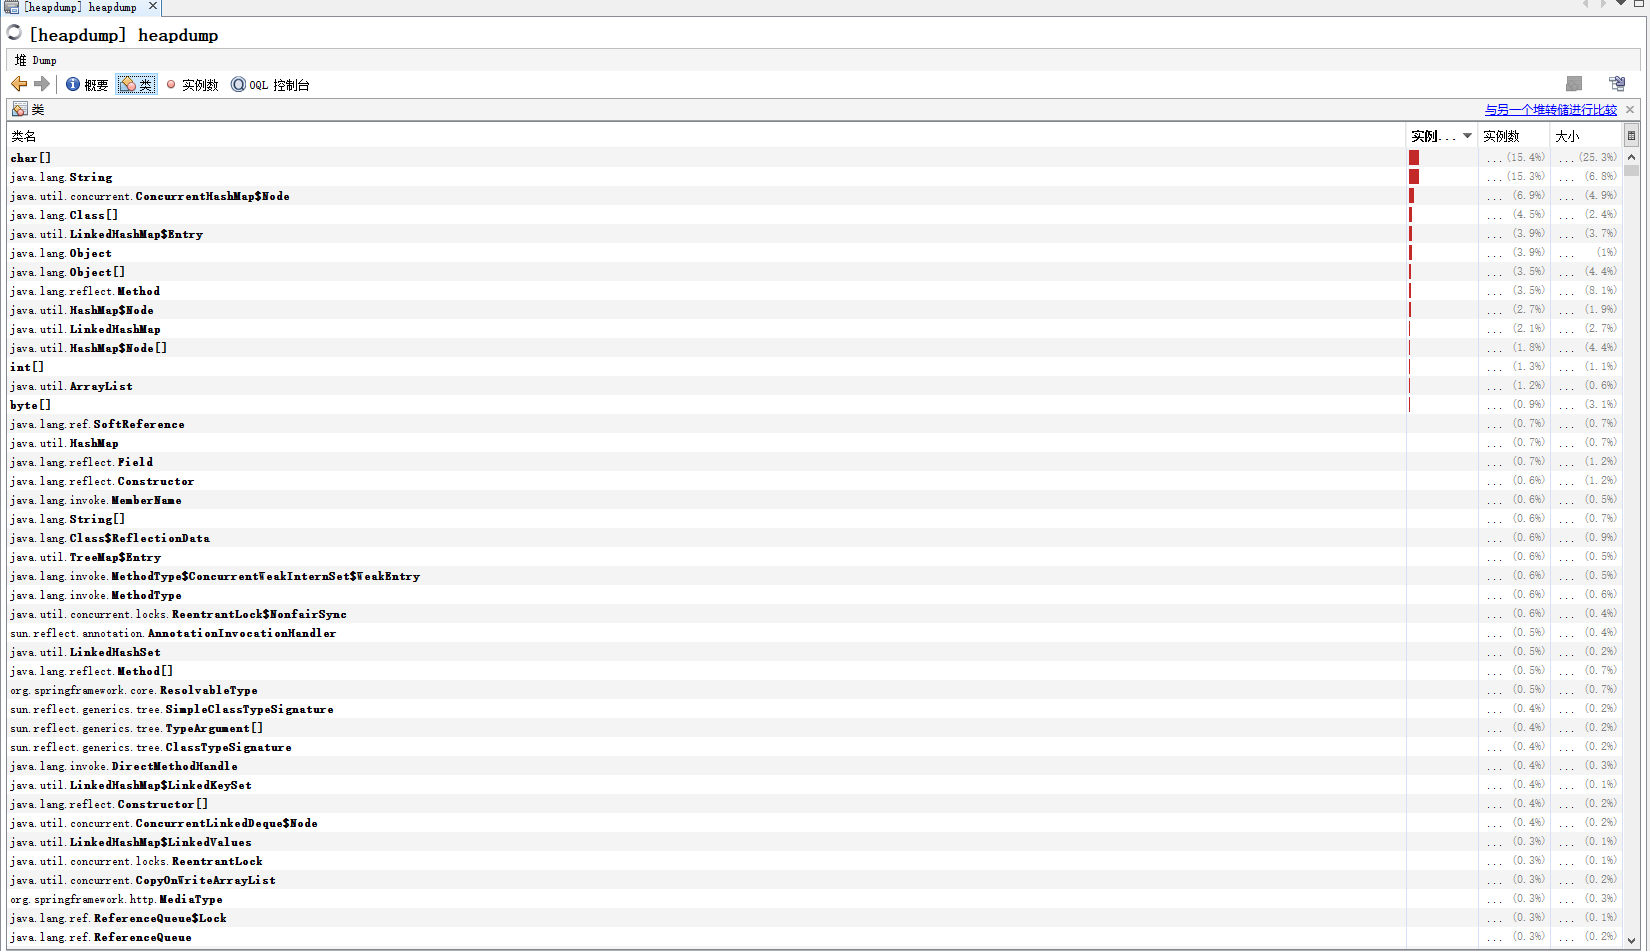 [heapdump] heapdump
[heapdump] heapdump
堆 Dump
概要 类 实例数 OQL 控制台
类 与另一个堆转储进行比较
类名 实例... 实例数 大小
char[] ... (15.4%) ... (25.3%)
java.lang.String ... (15.3%) ... (6.8%)
java.util.concurrent.ConcurrentHashMap$Node ... (6.9%) ... (4.9%)
java.lang.Class[] ... (4.5%) ... (2.4%)
java.util.LinkedHashMap$Entry ... (3.9%) ... (3.7%)
java.lang.Object ... (3.9%) ... (1%)
java.lang.Object[] ... (3.5%) ... (4.4%)
java.lang.reflect.Method ... (3.5%) ... (8.1%)
java.util.HashMap$Node ... (2.7%) ... (1.9%)
java.util.LinkedHashMap ... (2.1%) ... (2.7%)
java.util.HashMap$Node[] ... (1.8%) ... (4.4%)
int[] ... (1.3%) ... (1.1%)
java.util.ArrayList ... (1.2%) ... (0.6%)
byte[] ... (0.9%) ... (3.1%)
java.lang.ref.SoftReference ... (0.7%) ... (0.7%)
java.util.HashMap ... (0.7%) ... (0.7%)
java.lang.reflect.Field ... (0.7%) ... (1.2%)
java.lang.reflect.Constructor ... (0.6%) ... (1.2%)
java.lang.invoke.MemberName ... (0.6%) ... (0.5%)
java.lang.String[] ... (0.6%) ... (0.7%)
java.lang.Class$ReflectionData ... (0.6%) ... (0.9%)
java.util.TreeMap$Entry ... (0.6%) ... (0.5%)
java.lang.invoke.MethodType$ConcurrentWeakInternSet$WeakEntry ... (0.6%) ... (0.5%)
java.lang.invoke.MethodType ... (0.6%) ... (0.6%)
java.util.concurrent.locks.ReentrantLock$NonfairSync ... (0.6%) ... (0.4%)
sun.reflect.annotation.AnnotationInvocationHandler ... (0.5%) ... (0.4%)
java.util.LinkedHashSet ... (0.5%) ... (0.2%)
java.lang.reflect.Method[] ... (0.5%) ... (0.7%)
org.springframework.core.ResolvableType ... (0.5%) ... (0.7%)
sun.reflect.generics.tree.SimpleClassTypeSignature ... (0.4%) ... (0.2%)
sun.reflect.generics.tree.TypeArgument[] ... (0.4%) ... (0.2%)
sun.reflect.generics.tree.ClassTypeSignature ... (0.4%) ... (0.2%)
java.lang.invoke.DirectMethodHandle ... (0.4%) ... (0.3%)
java.util.LinkedHashMap$LinkedKeySet ... (0.4%) ... (0.1%)
java.lang.reflect.Constructor[] ... (0.4%) ... (0.2%)
java.util.concurrent.ConcurrentLinkedDeque$Node ... (0.4%) ... (0.2%)
java.util.LinkedHashMap$LinkedValues ... (0.3%) ... (0.1%)
java.util.concurrent.locks.ReentrantLock ... (0.3%) ... (0.1%)
java.util.concurrent.CopyOnWriteArrayList ... (0.3%) ... (0.2%)
org.springframework.http.MediaType ... (0.3%) ... (0.3%)
java.lang.ref.ReferenceQueue$Lock ... (0.3%) ... (0.1%)
java.lang.ref.ReferenceQueue ... (0.3%) ... (0.2%)